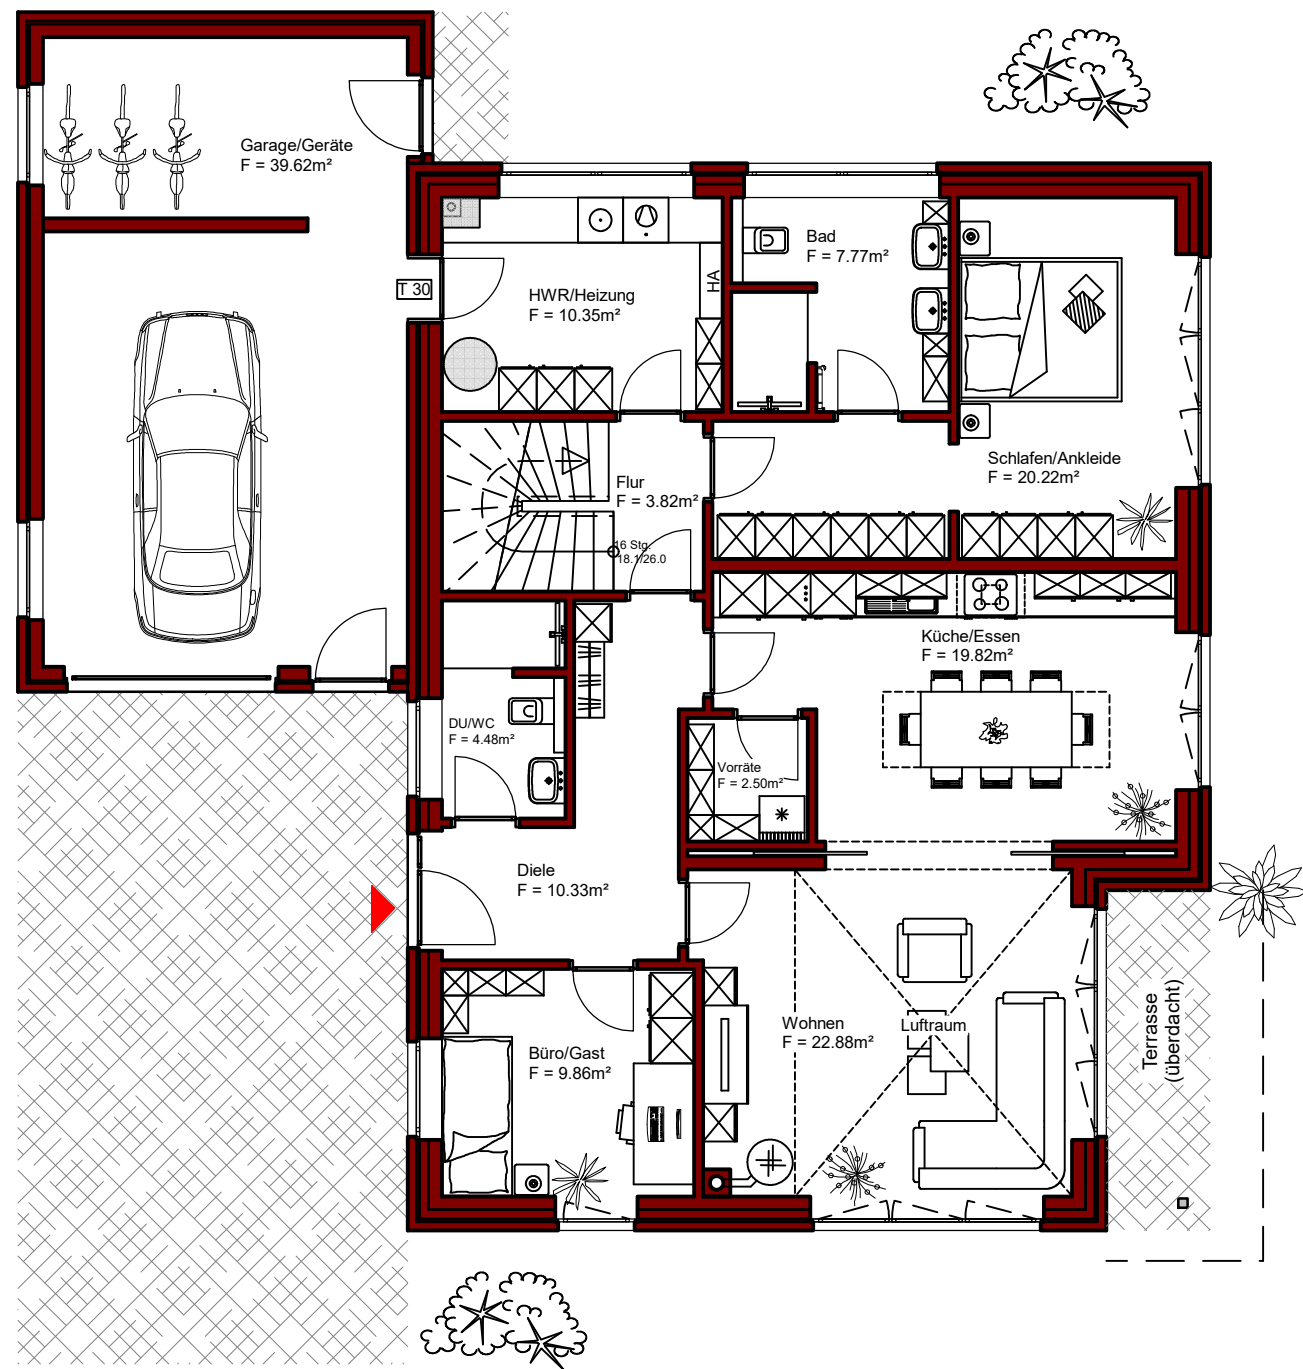 Garage/Geräte
F = 39.62m²
Bad
F = 7.77m²
T 30
HWR/Heizung
F = 10.35m²
HA
Schlafen/Ankleide
F = 20.22m²
Flur
F = 3.82m²
16 Stg.
18.1/26.0
Küche/Essen
F = 19.82m²
DU/WC
F = 4.48m²
Vorräte
F = 2.50m²
Diele
F = 10.33m²
Wohnen
F = 22.88m²
Luftraum
Terrasse
(überdacht)
Büro/Gast
F = 9.86m²